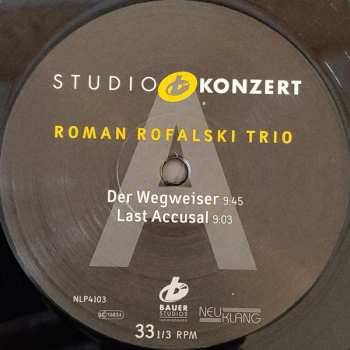 STUDIO KONZERT
A
ROMAN ROFALSKI TRIO
Der Wegweiser 9:45
Last Accusal 9:03
NLP4103
BAUER
STUDIOS
NEU
KLANG
33 1/3 RPM